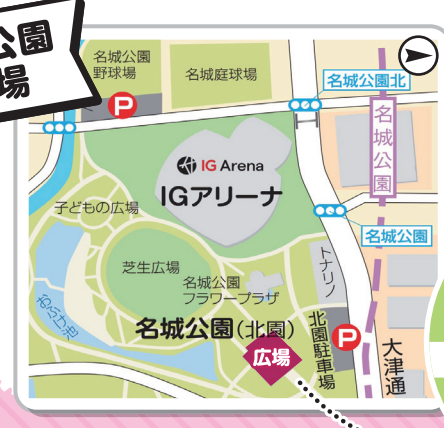 公園
場
名城公園
野球場
名城庭球場
名城公園北
P
名城公園
IG Arena
IGアリーナ
名城公園
子どもの広場
トナリノ
芝生広場
名城公園
フラワープラザ
おふけ池
名城公園(北園)
北園駐車場
P
広場
大津通